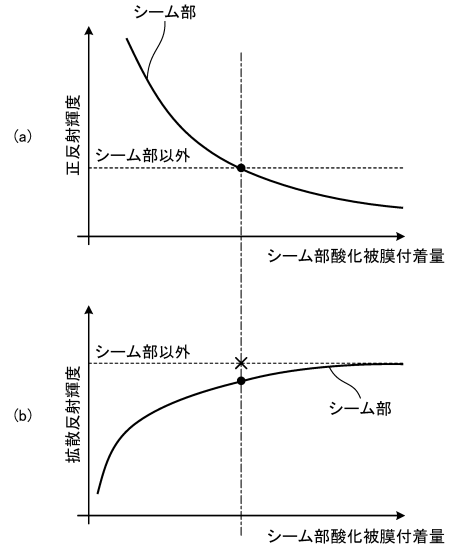 シーム部
(a)
正反射輝度
シーム部以外
シーム部酸化被膜付着量
シーム部以外
(b)
拡散反射輝度
シーム部
シーム部酸化被膜付着量